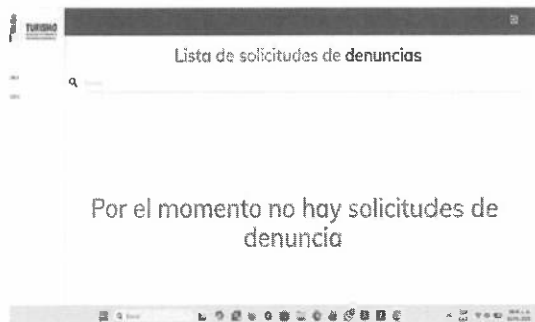 TURISMO
Lista de solicitudes de denuncias
Por el momento no hay solicitudes de
denuncia